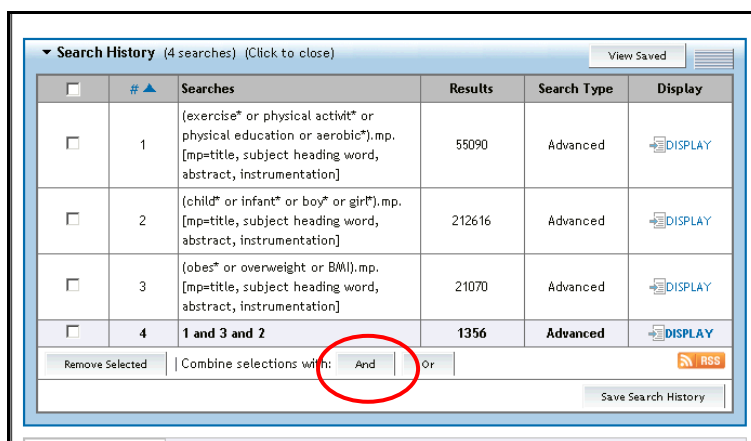 ▼ Search History (4 searches) (Click to close)
View Saved
# ▲ Searches Results Search Type Display
1 (exercise* or physical activit* or physical education or aerobic*).mp. [mp=title, subject heading word, abstract, instrumentation] 55090 Advanced DISPLAY
2 (child* or infant* or boy* or girl*).mp. [mp=title, subject heading word, abstract, instrumentation] 212616 Advanced DISPLAY
3 (obes* or overweight or BMI).mp. [mp=title, subject heading word, abstract, instrumentation] 21070 Advanced DISPLAY
4 1 and 3 and 2 1356 Advanced DISPLAY
Remove Selected | Combine selections with: And Or RSS
Save Search History